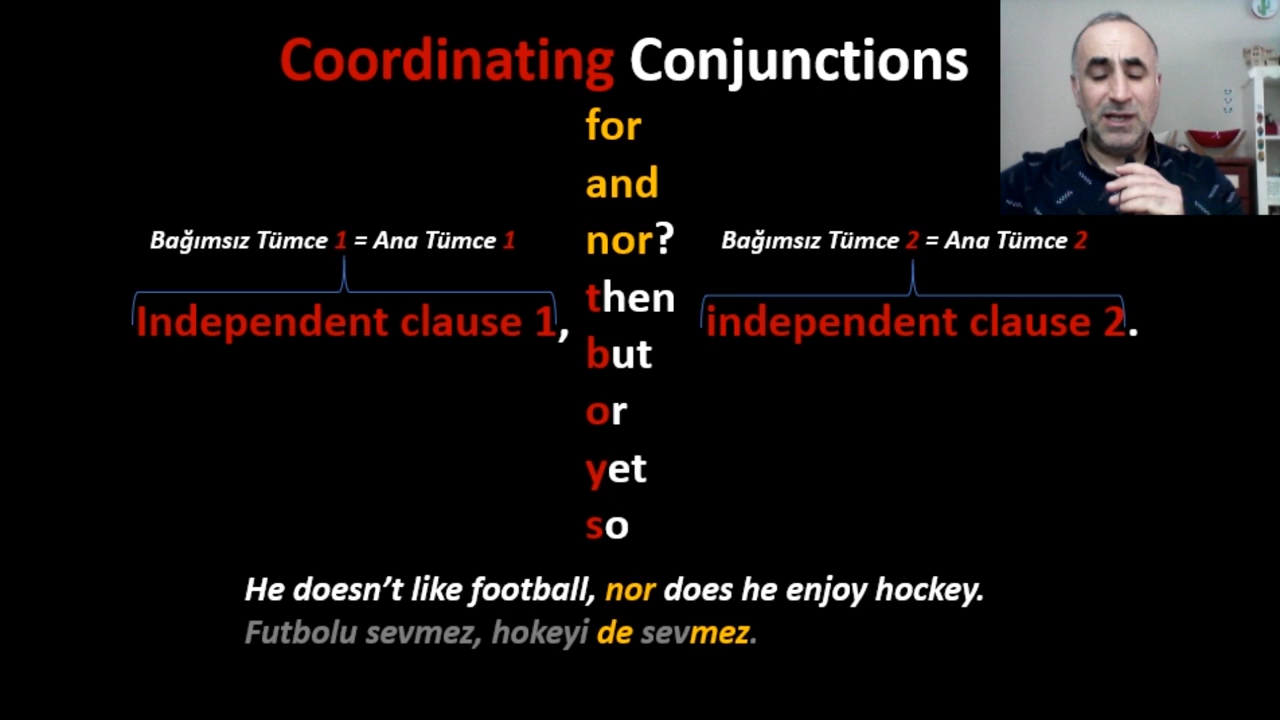 Coordinating Conjunctions
for
and
nor?
Bağımsız Tümce 1 = Ana Tümce 1
Bağımsız Tümce 2 = Ana Tümce 2
then
Independent clause 1,
independent clause 2.
but
or
yet
so
He doesn’t like football, nor does he enjoy hockey.
Futbolu sevmez, hokeyi de sevmez.